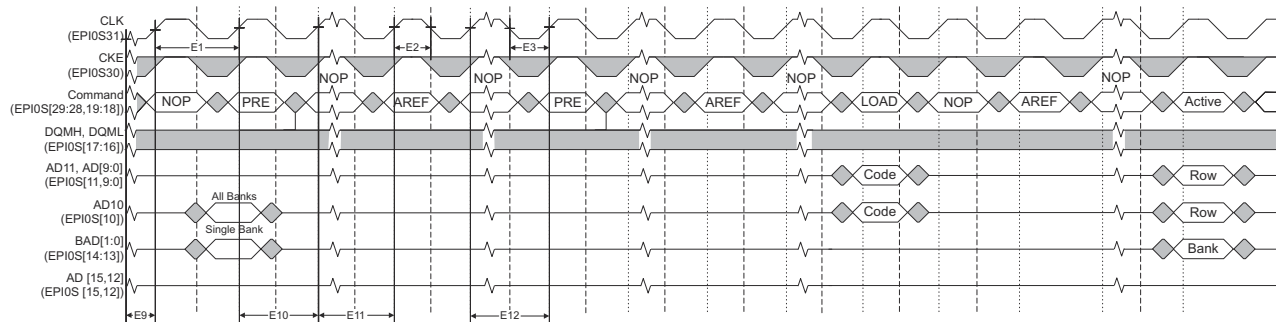 CLK
(EPI0S31)
E1
E2
E3
CKE
(EPI0S30)
NOP
NOP
NOP
NOP
NOP
Command
(EPI0S[29:28,19:18])
NOP
PRE
AREF
PRE
AREF
LOAD
NOP
AREF
Active
DQMH, DQML
(EPI0S[17:16])
AD11, AD[9:0]
(EPI0S[11,9:0]
Code
Row
All Banks
AD10
(EPI0S[10])
Code
Row
Single Bank
BAD[1:0]
(EPI0S[14:13])
Bank
AD [15,12]
(EPI0S [15,12])
E9
E10
E11
E12